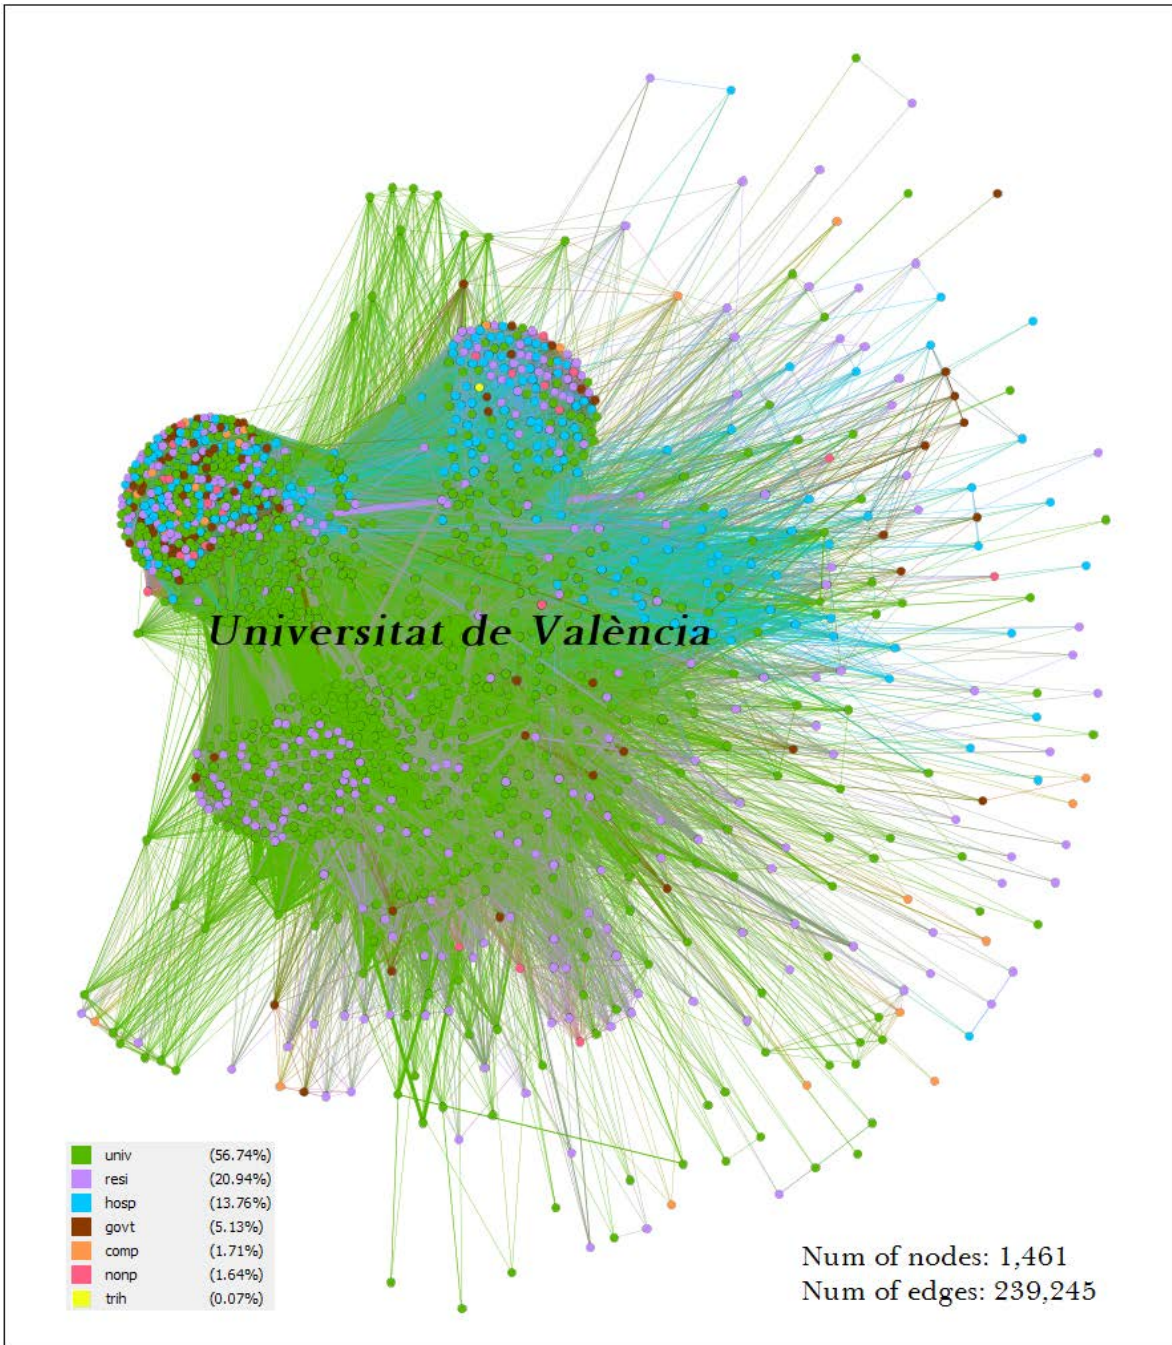 Universitat de València
univ (56.74%)
resi (20.94%)
hosp (13.76%)
govt (5.13%)
comp (1.71%)
nonp (1.64%)
trih (0.07%)
Num of nodes: 1,461
Num of edges: 239,245